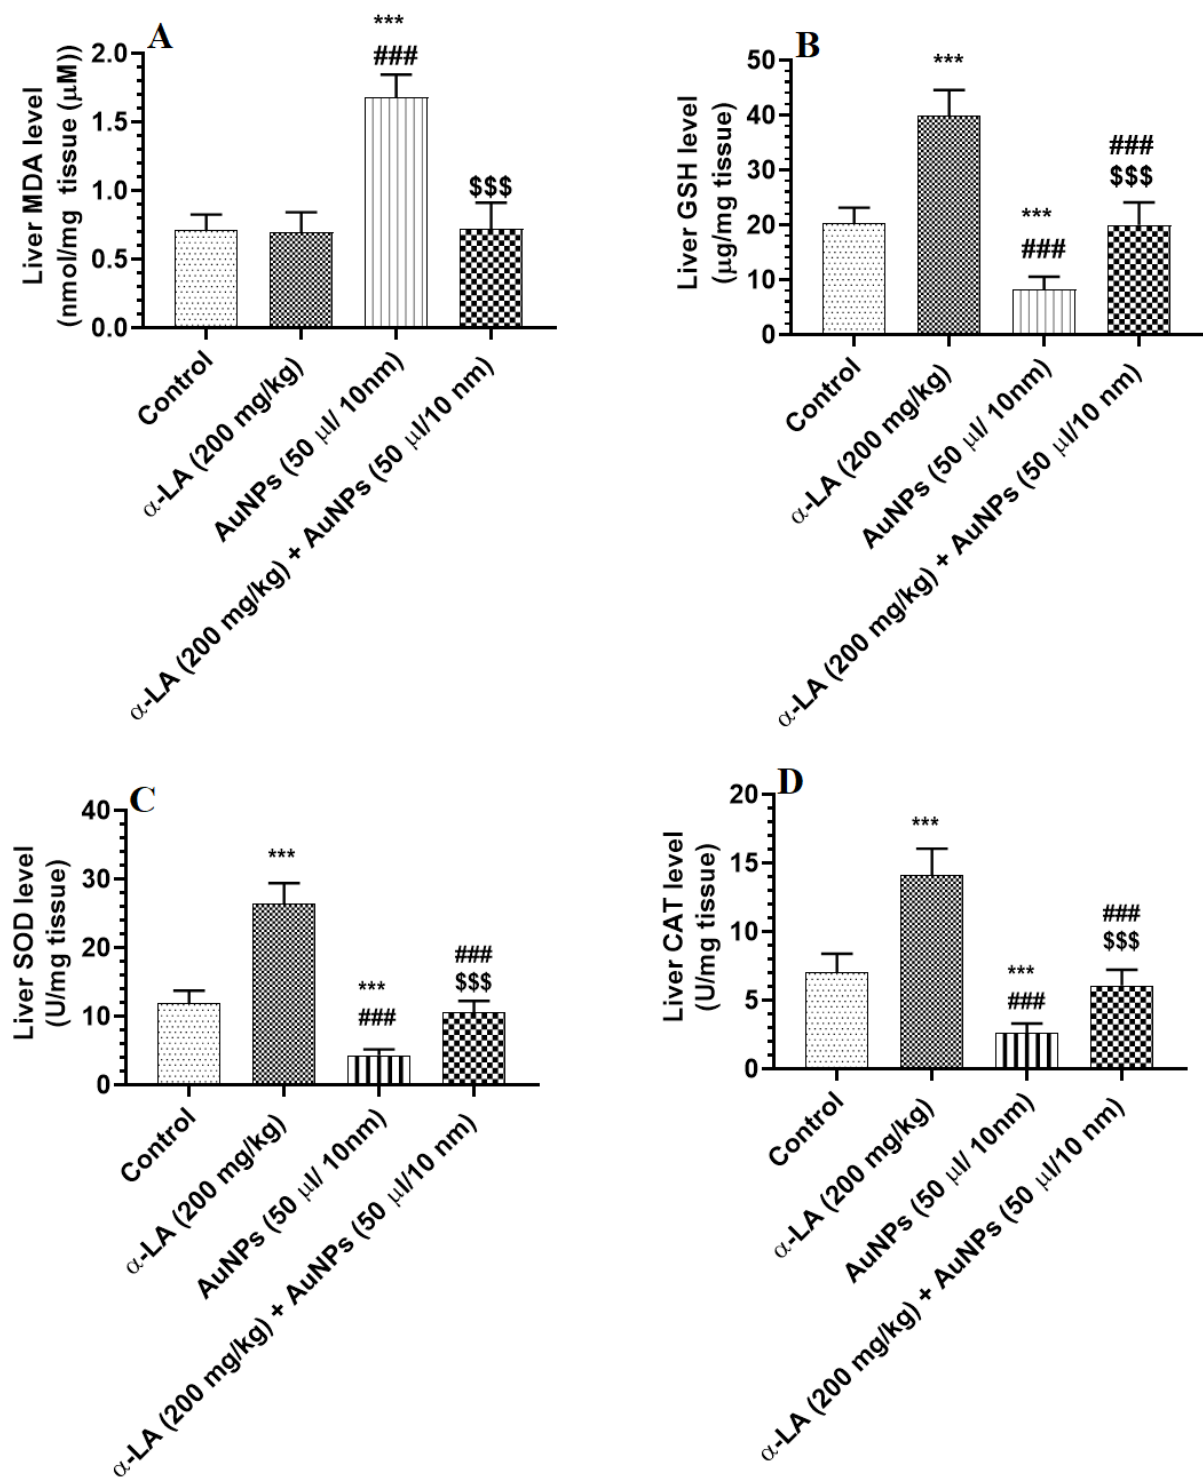 A
***
###
$$$
Liver MDA level
(nmol/mg tissue (μM))
2.0
1.5
1.0
0.5
0.0
Control
α-LA (200 mg/kg)
AuNPs (50 μl/ 10nm)
α-LA (200 mg/kg) + AuNPs (50 μl/10 nm)
B
***
***
###
###
$$$
Liver GSH level
(μg/mg tissue)
50
40
30
20
10
0
Control
α-LA (200 mg/kg)
AuNPs (50 μl/ 10nm)
α-LA (200 mg/kg) + AuNPs (50 μl/10 nm)
C
***
***
###
###
$$$
Liver SOD level
(U/mg tissue)
40
30
20
10
0
Control
α-LA (200 mg/kg)
AuNPs (50 μl/ 10nm)
α-LA (200 mg/kg) + AuNPs (50 μl/10 nm)
D
***
***
###
###
$$$
Liver CAT level
(U/mg tissue)
20
15
10
5
0
Control
α-LA (200 mg/kg)
AuNPs (50 μl/ 10nm)
α-LA (200 mg/kg) + AuNPs (50 μl/10 nm)